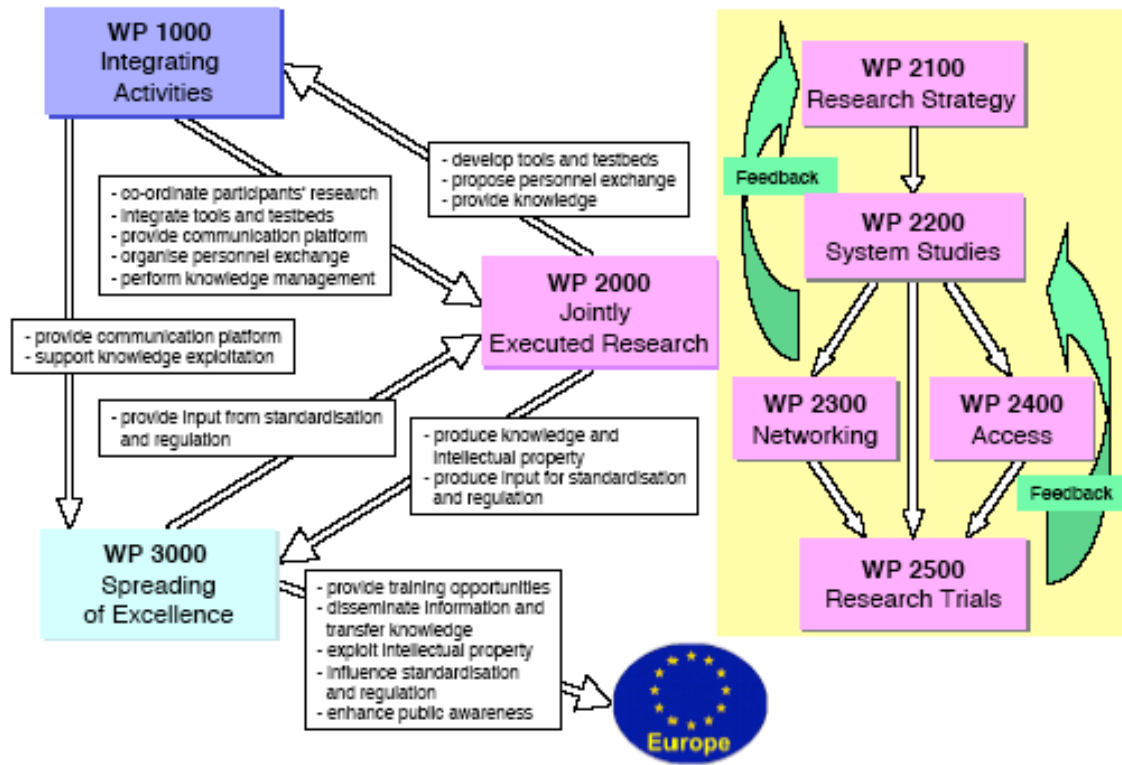 WP 1000
Integrating
Activities
- develop tools and testbeds
- propose personnel exchange
- provide knowledge
- co-ordinate participants' research
- integrate tools and testbeds
- provide communication platform
- organise personnel exchange
- perform knowledge management
WP 2000
Jointly
Executed Research
- provide communication platform
- support knowledge exploitation
- provide input from standardisation
and regulation
- produce knowledge and
intellectual property
- produce input for standardisation
and regulation
WP 3000
Spreading
of Excellence
- provide training opportunities
- disseminate information and
transfer knowledge
- exploit intellectual property
- influence standardisation
and regulation
- enhance public awareness
Europe
WP 2100
Research Strategy
Feedback
WP 2200
System Studies
WP 2300
Networking
WP 2400
Access
Feedback
WP 2500
Research Trials